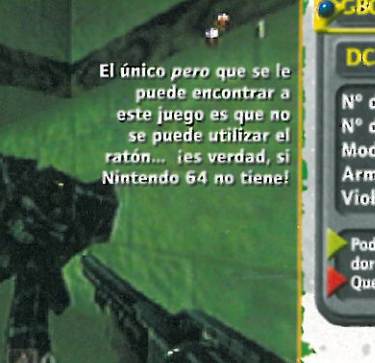 El único pero que se le
puede encontrar a
este juego es que no
se puede utilizar el
ratón... ¡es verdad, si
Nintendo 64 no tiene!
DC
Nº d
Nº d
Mod
Arm
Viol
Pod
dor
Que